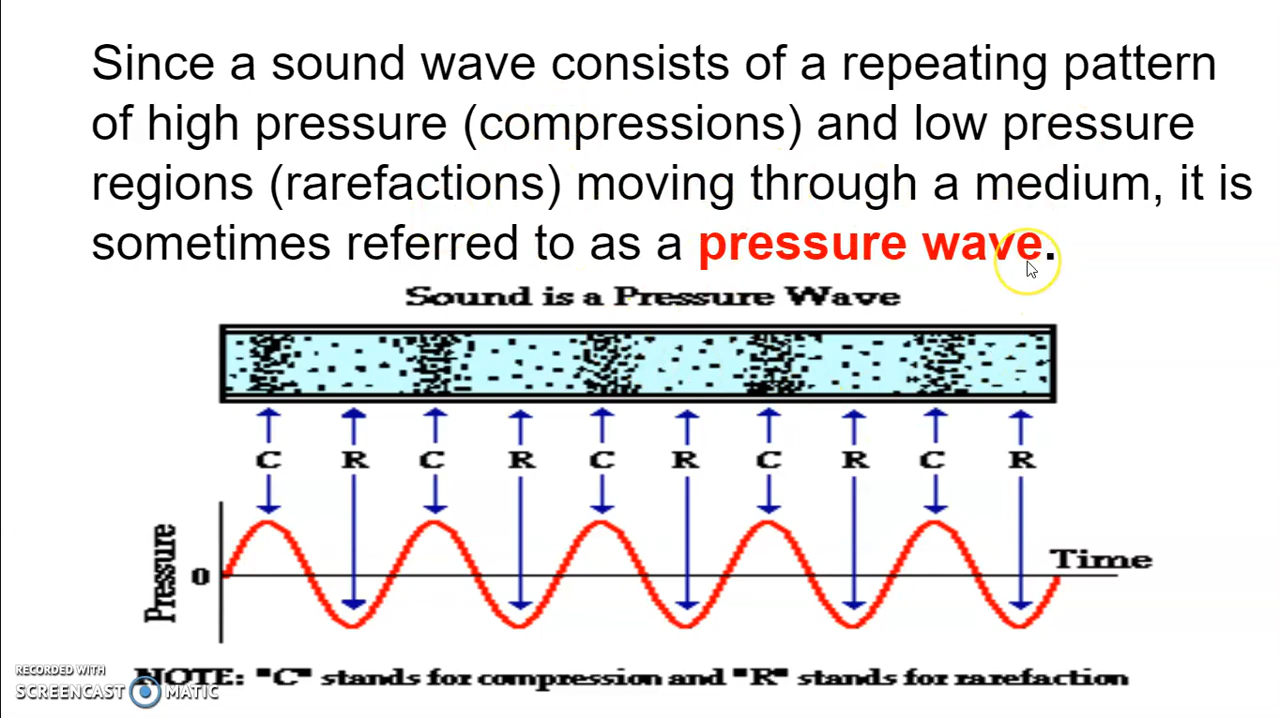 Since a sound wave consists of a repeating pattern
of high pressure (compressions) and low pressure
regions (rarefactions) moving through a medium, it is
sometimes referred to as a pressure wave.
Sound is a Pressure Wave
C R C R C R C R C R
Pressure
0
Time
NOTE: "C" stands for compression and "R" stands for rarefaction
RECORDED WITH
SCREENCAST MATIC